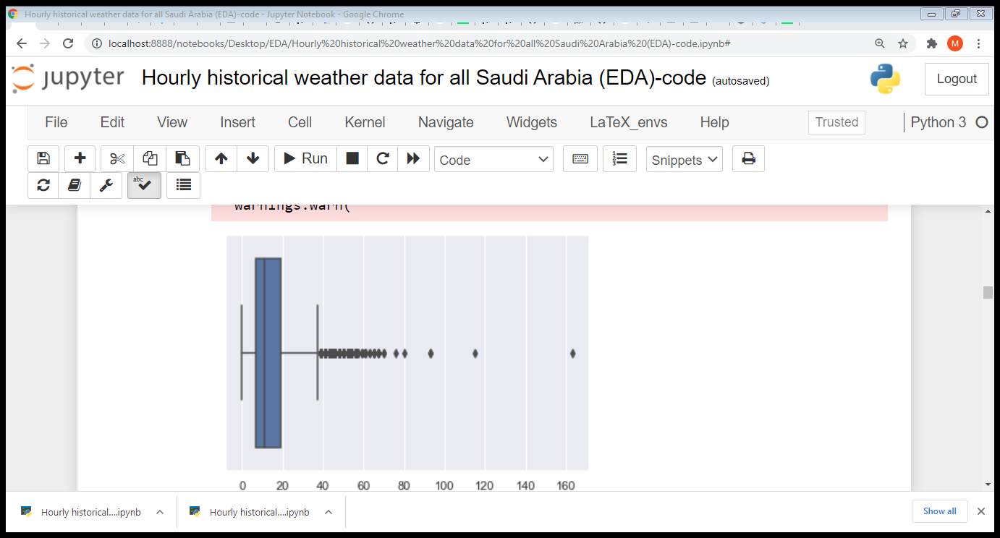 Hourly historical weather data for all Saudi Arabia (EDA)-code - Jupyter Notebook - Google Chrome
localhost:8888/notebooks/Desktop/EDA/Hourly%20historical%20weather%20data%20for%20all%20Saudi%20Arabia%20(EDA)-code.ipynb#
M
jupyter Hourly historical weather data for all Saudi Arabia (EDA)-code (autosaved)
Logout
File Edit View Insert Cell Kernel Navigate Widgets LaTeX_envs Help Trusted Python 3
Run Code Snippets
abc
warnings.warn(
0 20 40 60 80 100 120 140 160
Hourly historical....ipynb Hourly historical....ipynb Show all